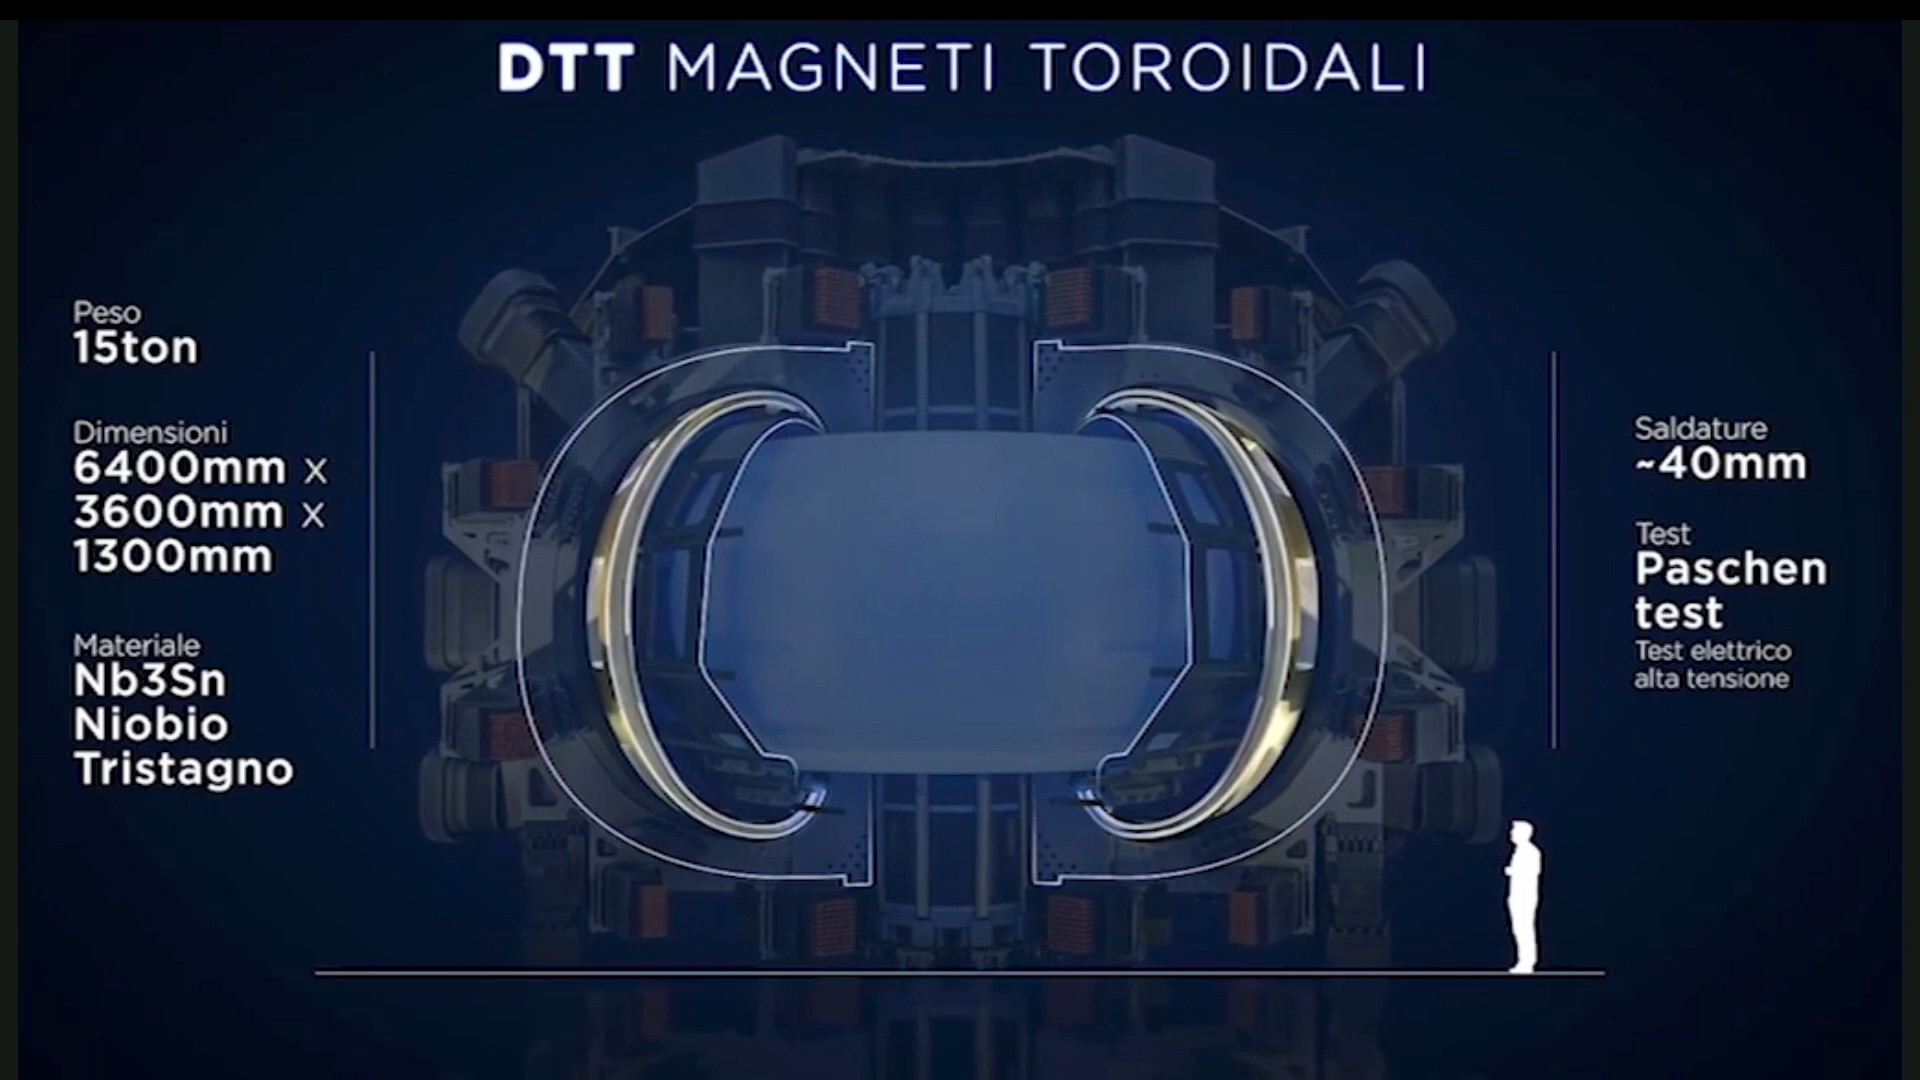 DTT MAGNETI TOROIDALI
Peso
15ton
Dimensioni
6400mm x
3600mm x
1300mm
Materiale
Nb3Sn
Niobio
Tristagno
Saldature
~40mm
Test
Paschen
test
Test elettrico
alta tensione